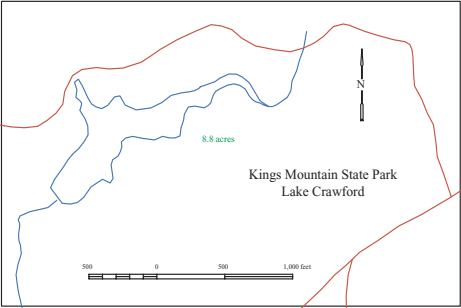 N
8.8 acres
Kings Mountain State Park
Lake Crawford
500 0 500 1,000 feet